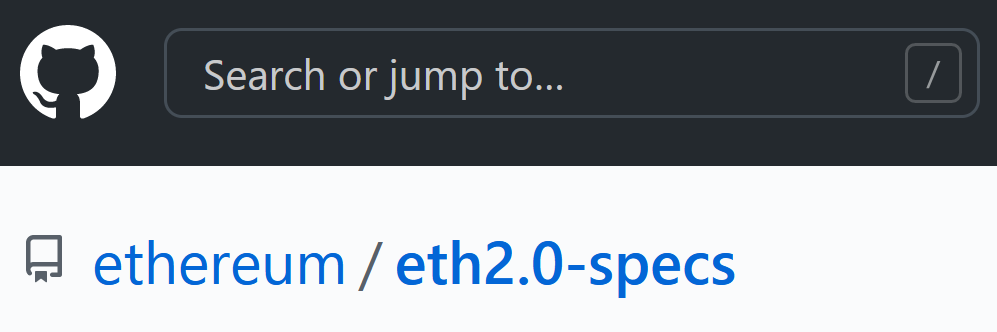 Search or jump to... /
ethereum / eth2.0-specs